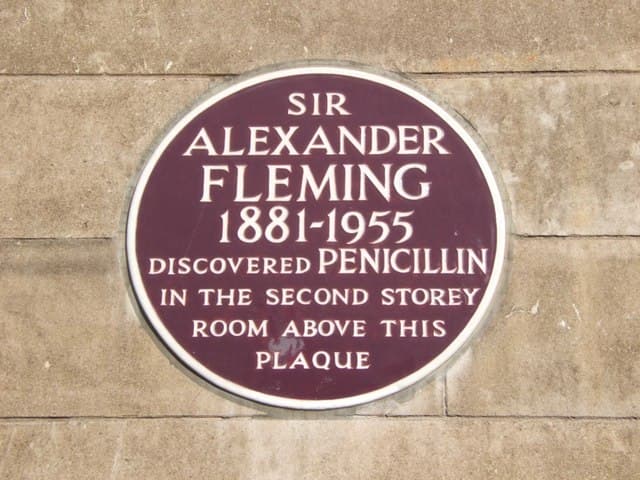 SIR
ALEXANDER
FLEMING
1881-1955
DISCOVERED PENICILLIN
IN THE SECOND STOREY
ROOM ABOVE THIS
PLAQUE